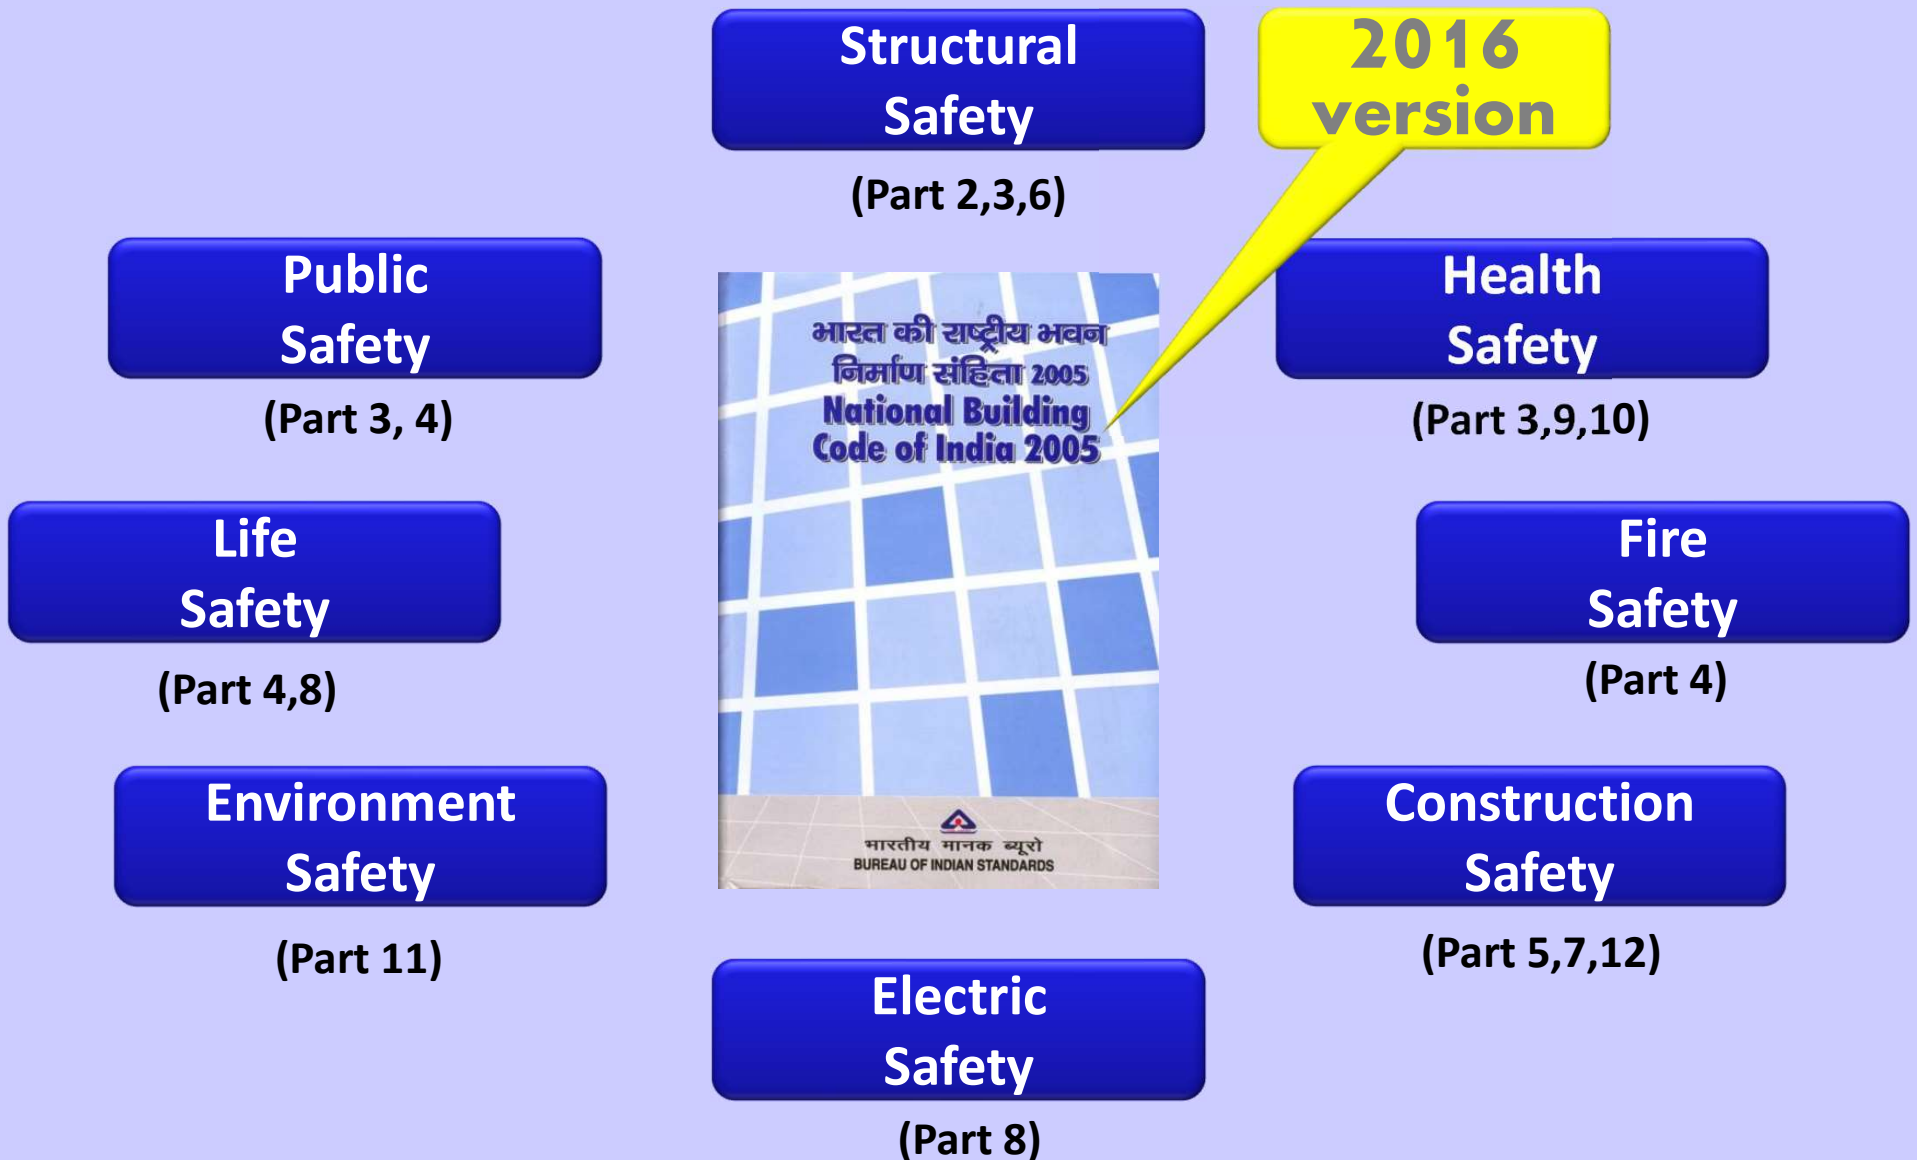 Structural
Safety
(Part 2,3,6)
2016
version
Public
Safety
(Part 3, 4)
Health
Safety
(Part 3,9,10)
भारत की राष्ट्रीय भवन
निर्माण संहिता 2005
National Building
Code of India 2005
Life
Safety
(Part 4,8)
Fire
Safety
(Part 4)
Environment
Safety
(Part 11)
Construction
Safety
(Part 5,7,12)
भारतीय मानक ब्यूरो
BUREAU OF INDIAN STANDARDS
Electric
Safety
(Part 8)